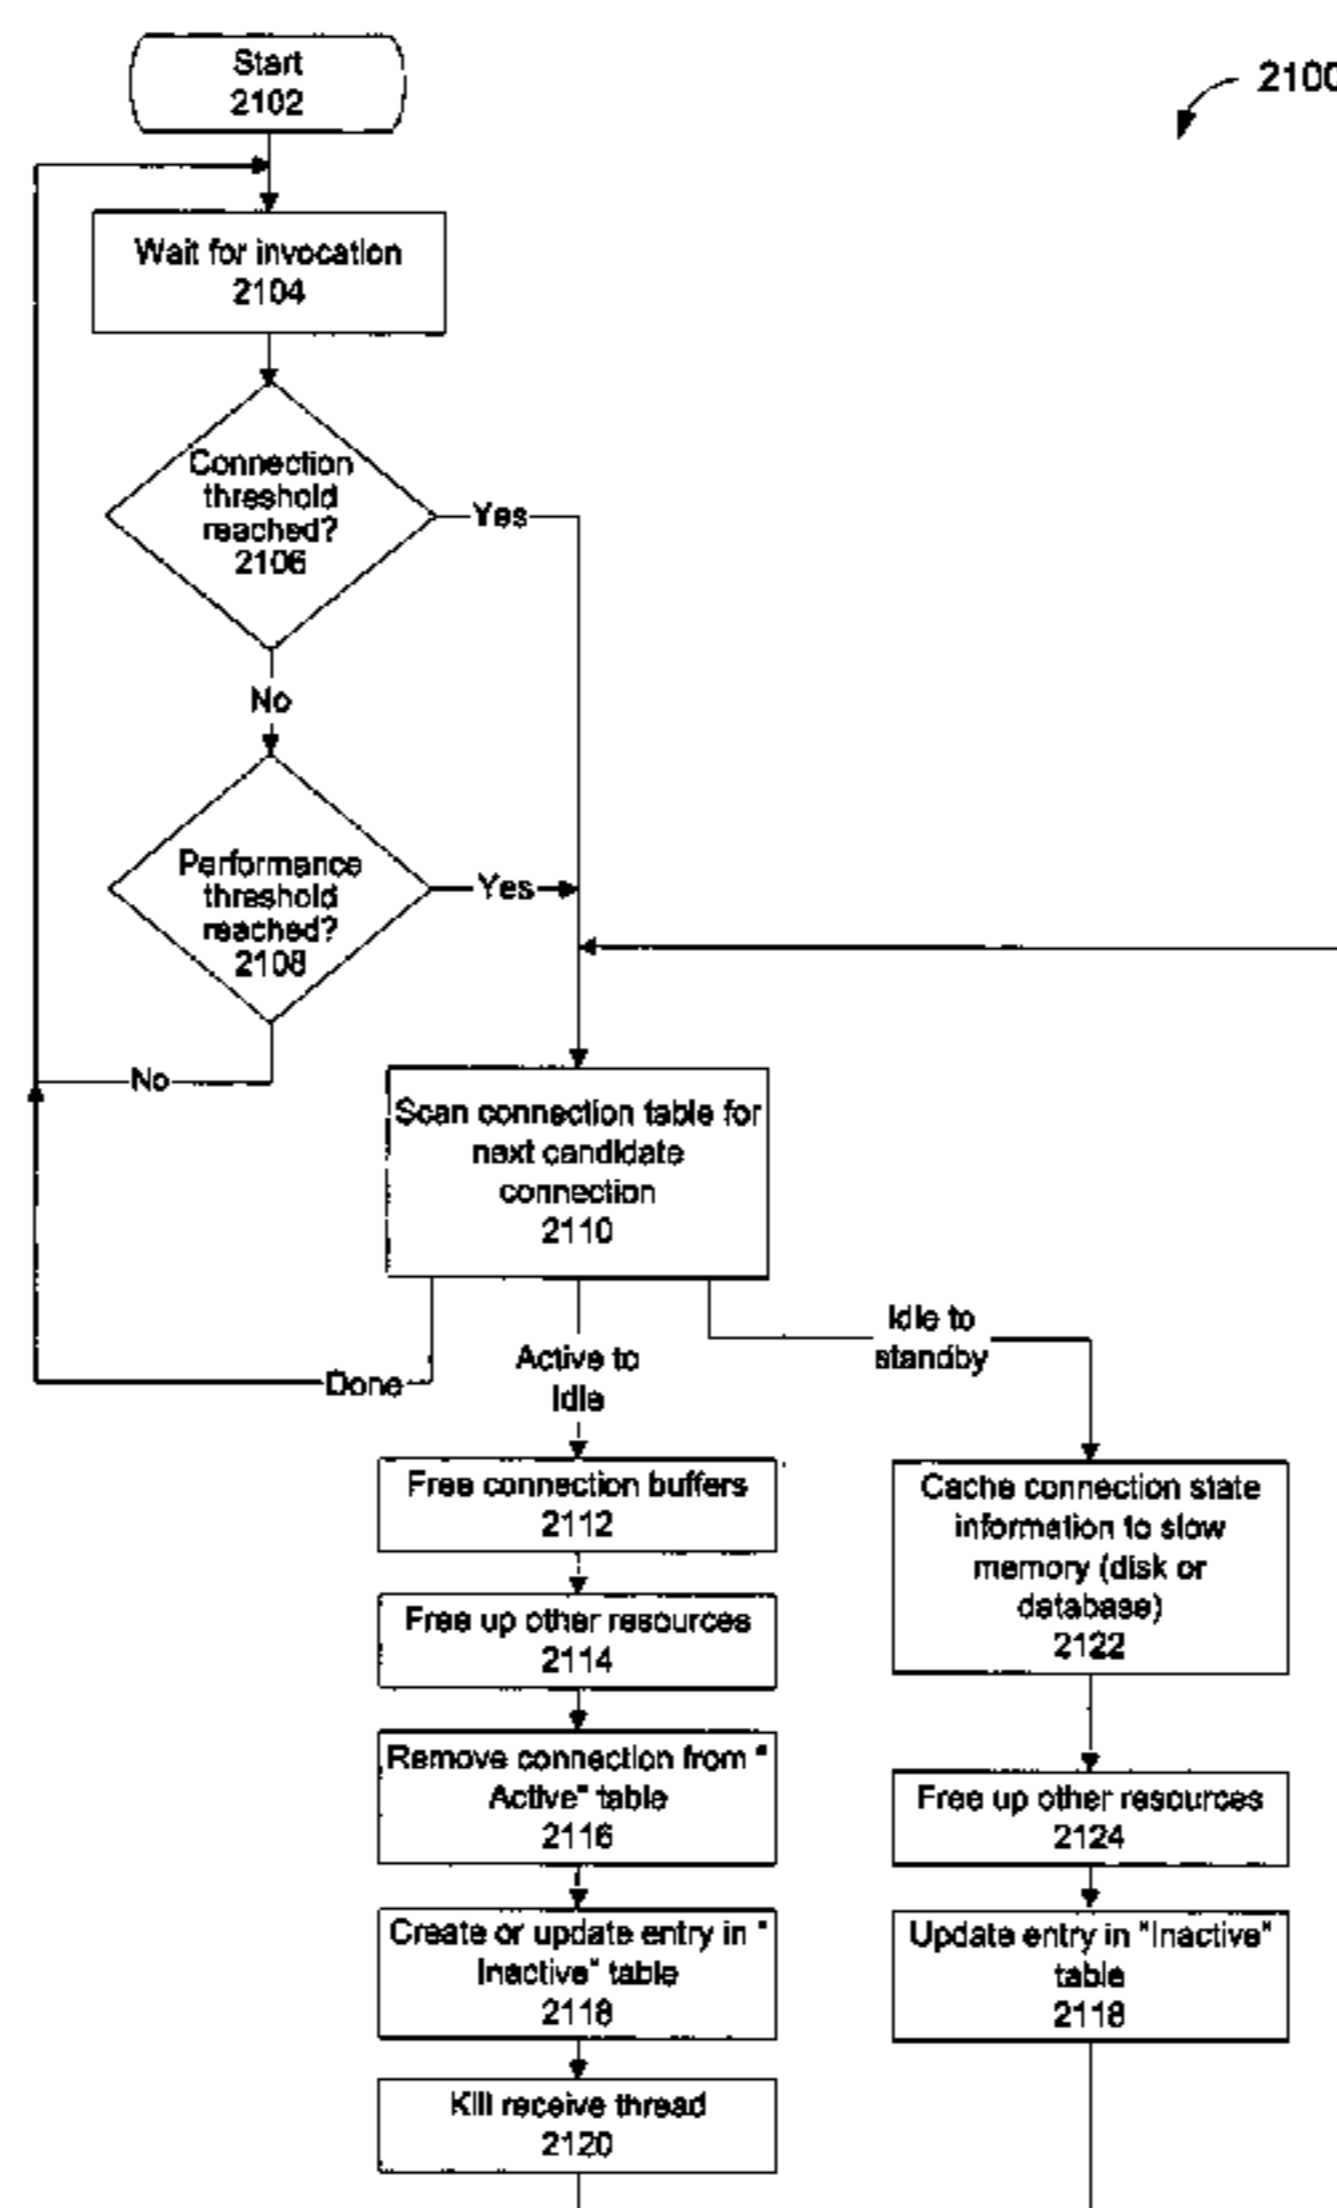 Start
2102
2100
Wait for invocation
2104
Connection
threshold
reached?
2106
Yes
No
Performance
threshold
reached?
2108
Yes
No
Scan connection table for
next candidate
connection
2110
Done
Active to
Idle
Idle to
standby
Free connection buffers
2112
Free up other resources
2114
Remove connection from "
Active" table
2116
Create or update entry in "
Inactive" table
2118
Kill receive thread
2120
Cache connection state
information to slow
memory (disk or
database)
2122
Free up other resources
2124
Update entry in "Inactive"
table
2118